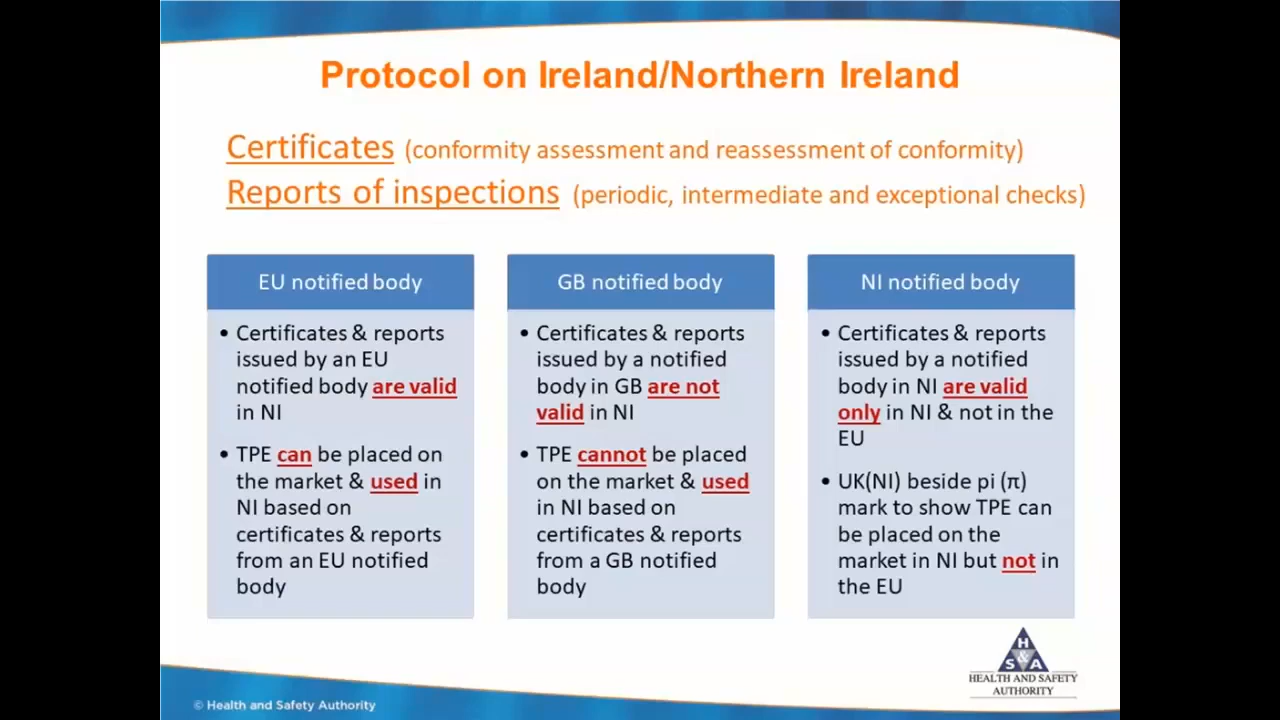 Protocol on Ireland/Northern Ireland
Certificates (conformity assessment and reassessment of conformity)
Reports of inspections (periodic, intermediate and exceptional checks)
EU notified body
• Certificates & reports
issued by an EU
notified body are valid
in NI
• TPE can be placed on
the market & used in
NI based on
certificates & reports
from an EU notified
body
GB notified body
• Certificates & reports
issued by a notified
body in GB are not
valid in NI
• TPE cannot be placed
on the market & used
in NI based on
certificates & reports
from a GB notified
body
NI notified body
• Certificates & reports
issued by a notified
body in NI are valid
only in NI & not in the
EU
• UK(NI) beside pi (π)
mark to show TPE can
be placed on the
market in NI but not in
the EU
H
S & A
HEALTH AND SAFETY
AUTHORITY
© Health and Safety Authority